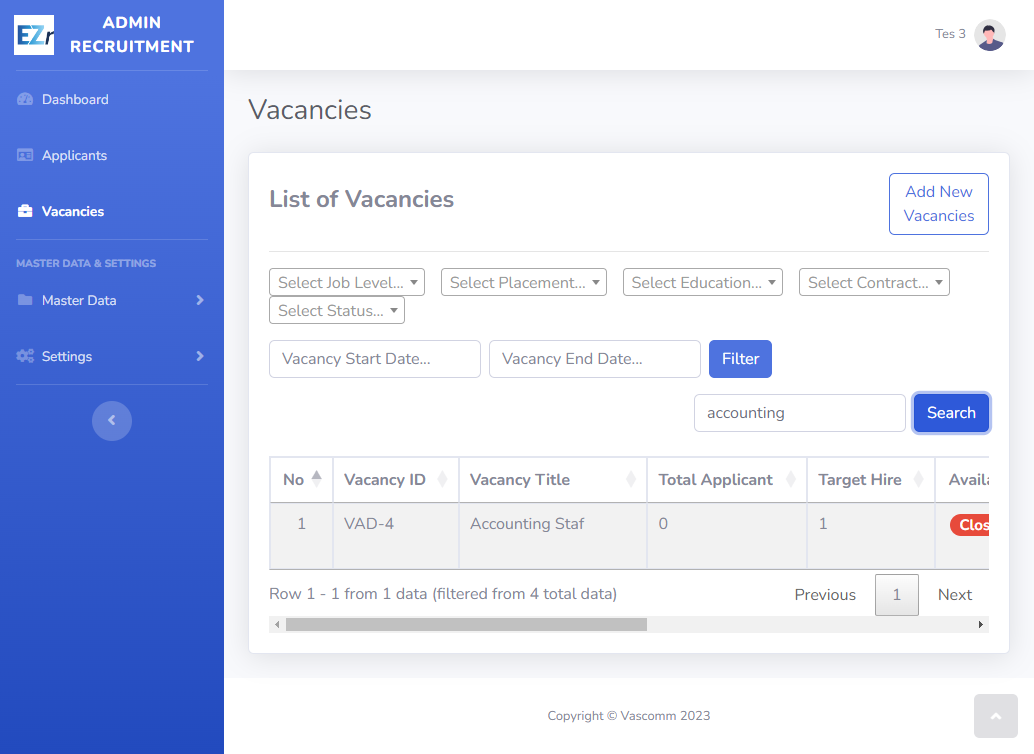 EZr
ADMIN
RECRUITMENT
Tes 3
Dashboard
Applicants
Vacancies
MASTER DATA & SETTINGS
Master Data
Settings
Vacancies
List of Vacancies
Add New
Vacancies
Select Job Level...
Select Placement...
Select Education...
Select Contract...
Select Status...
Vacancy Start Date...
Vacancy End Date...
Filter
accounting
Search
No
Vacancy ID
Vacancy Title
Total Applicant
Target Hire
Availa
1
VAD-4
Accounting Staf
0
1
Clos
Row 1 - 1 from 1 data (filtered from 4 total data)
Previous
1
Next
Copyright © Vascomm 2023